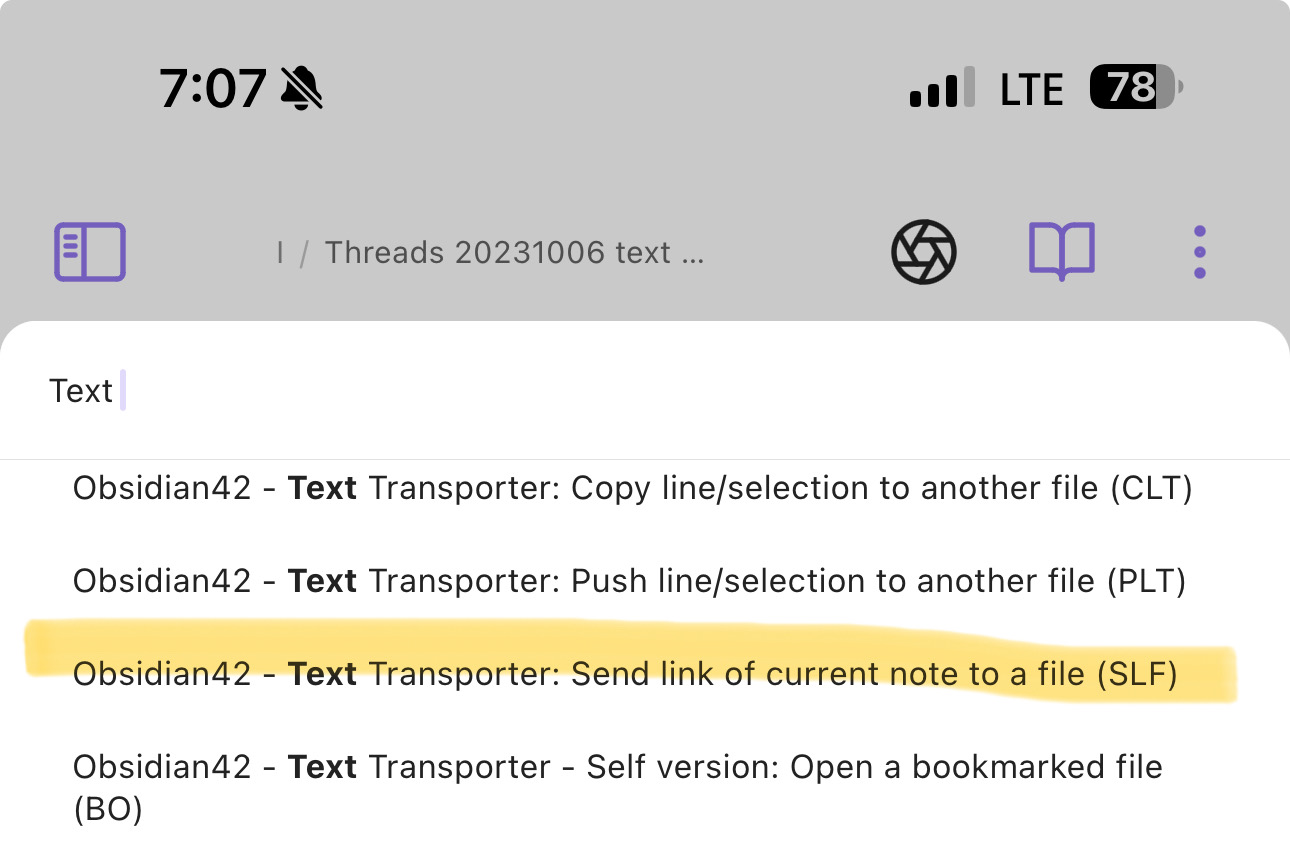 7:07 LTE 78
I / Threads 20231006 text ...
Text
Obsidian42 - Text Transporter: Copy line/selection to another file (CLT)
Obsidian42 - Text Transporter: Push line/selection to another file (PLT)
Obsidian42 - Text Transporter: Send link of current note to a file (SLF)
Obsidian42 - Text Transporter - Self version: Open a bookmarked file
(BO)